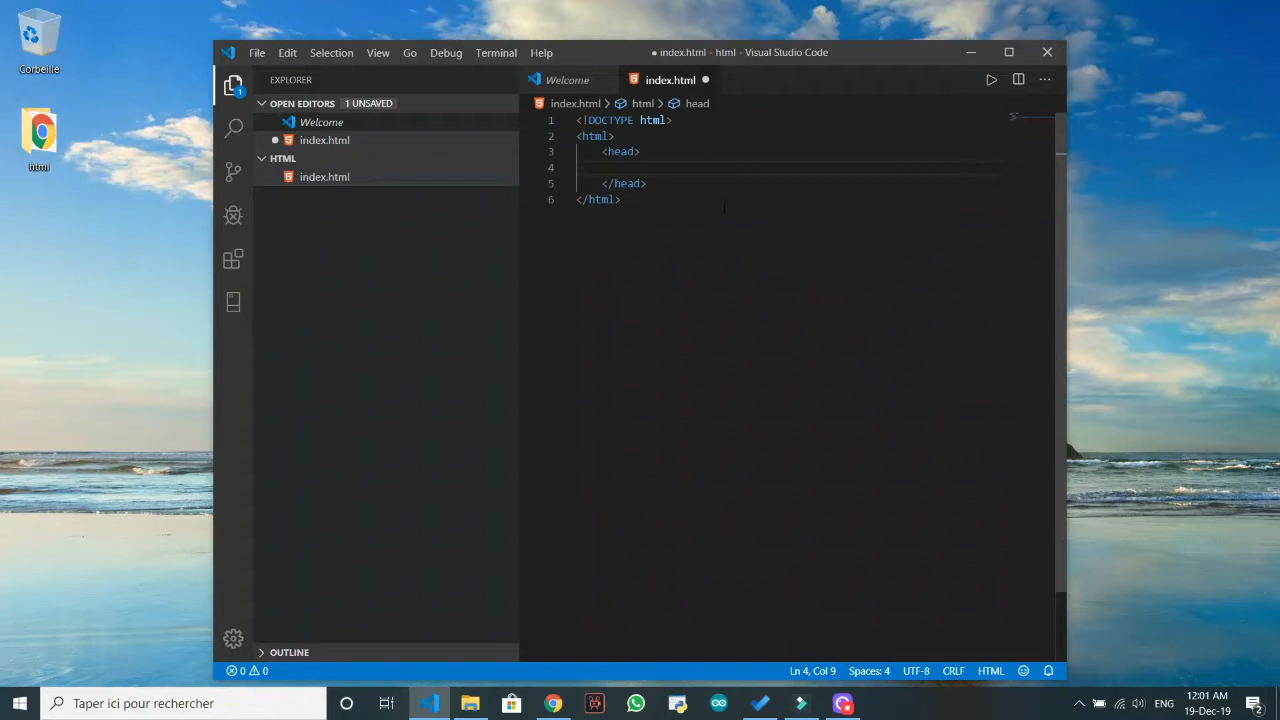 Corbeille
html
File Edit Selection View Go Debug Terminal Help
● index.html - html - Visual Studio Code
EXPLORER
OPEN EDITORS 1 UNSAVED
Welcome
index.html
HTML
index.html
OUTLINE
1
Welcome
index.html
index.html > html > head
1 <!DOCTYPE html>
2 <html>
3 <head>
4
5 </head>
6 </html>
0 0
Ln 4, Col 9 Spaces: 4 UTF-8 CRLF HTML
Taper ici pour rechercher
ENG
12:01 AM
19-Dec-19
2